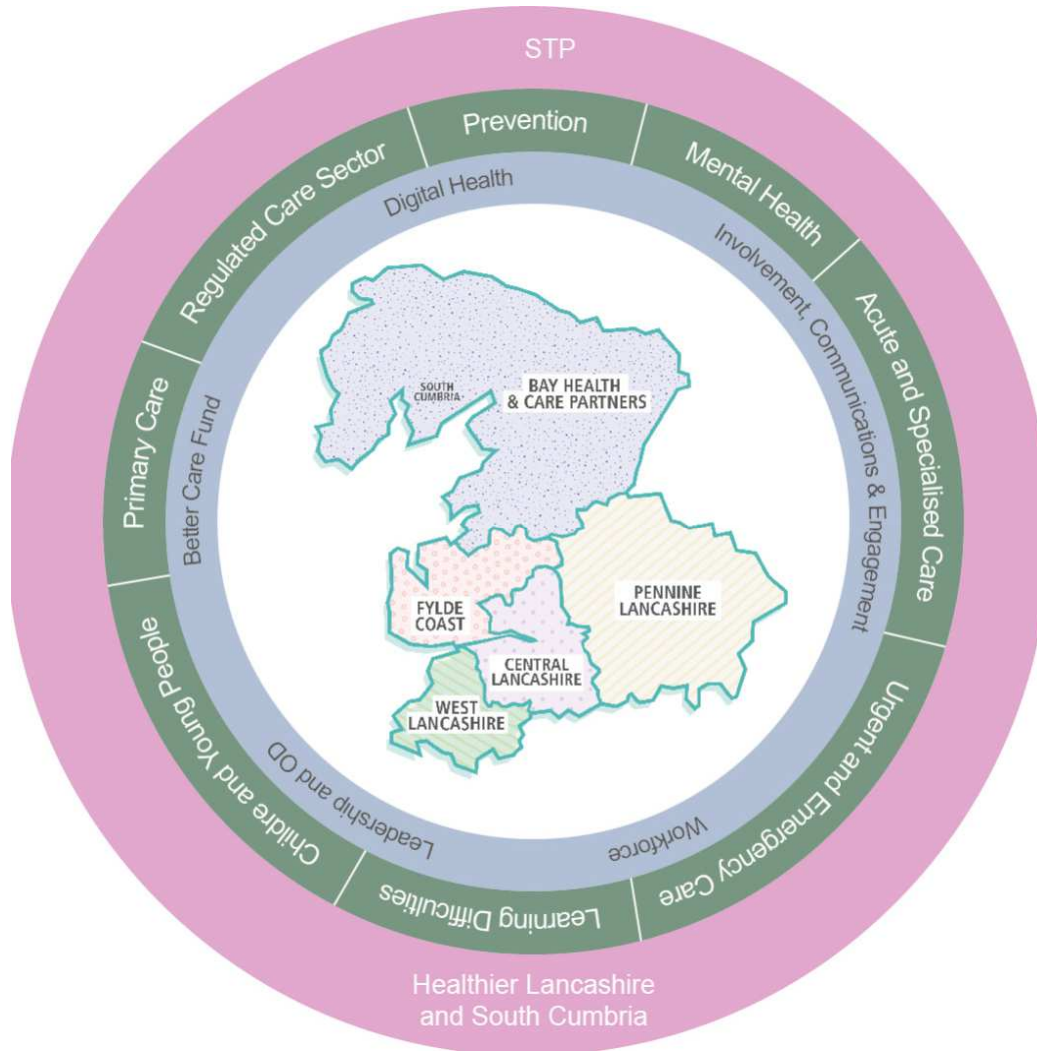 STP
Prevention
Mental Health
Acute and Specialised Care
Urgent and Emergency Care
Learning Difficulties
Childre and Young People
Primary Care
Regulated Care Sector
Digital Health
Involvement, Communications & Engagement
Workforce
Leadership and OD
Better Care Fund
SOUTH
CUMBRIA
BAY HEALTH
& CARE PARTNERS
FYLDE
COAST
PENNINE
LANCASHIRE
CENTRAL
LANCASHIRE
WEST
LANCASHIRE
Healthier Lancashire
and South Cumbria